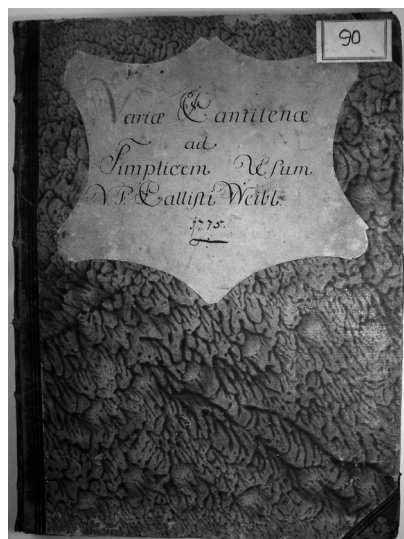 90
Variæ Cantilenæ
ad
Simplicem Usum
V P Callisti Weibl.
1775.